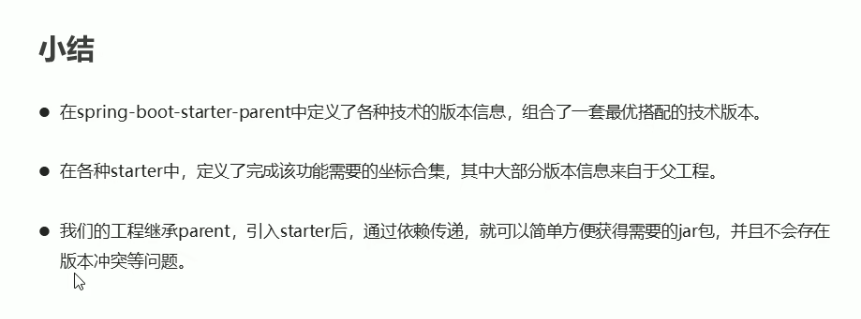 小结
● 在spring-boot-starter-parent中定义了各种技术的版本信息，组合了一套最优搭配的技术版本。
● 在各种starter中，定义了完成该功能需要的坐标合集，其中大部分版本信息来自于父工程。
● 我们的工程继承parent，引入starter后，通过依赖传递，就可以简单方便获得需要的jar包，并且不会存在
版本冲突等问题。